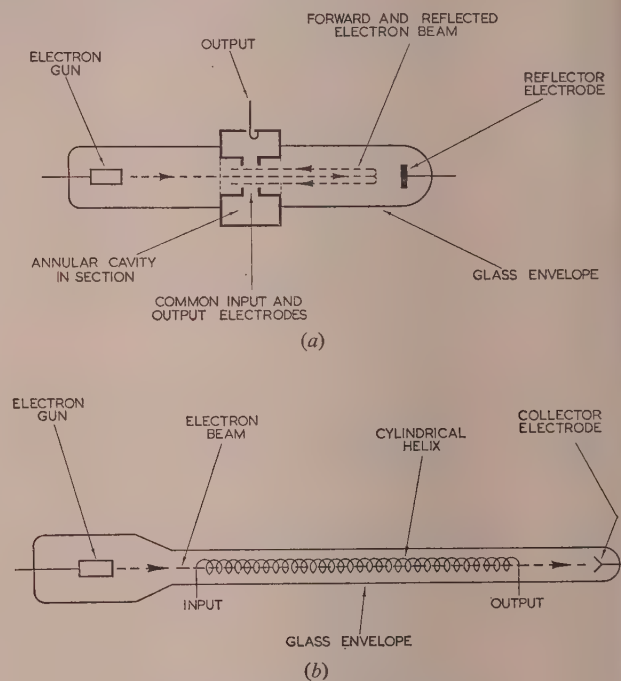 FORWARD AND REFLECTED
ELECTRON BEAM
OUTPUT
ELECTRON
GUN
REFLECTOR
ELECTRODE
ANNULAR CAVITY
IN SECTION
GLASS ENVELOPE
COMMON INPUT AND
OUTPUT ELECTRODES
(a)
ELECTRON
GUN
ELECTRON
BEAM
CYLINDRICAL
HELIX
COLLECTOR
ELECTRODE
INPUT
OUTPUT
GLASS ENVELOPE
(b)